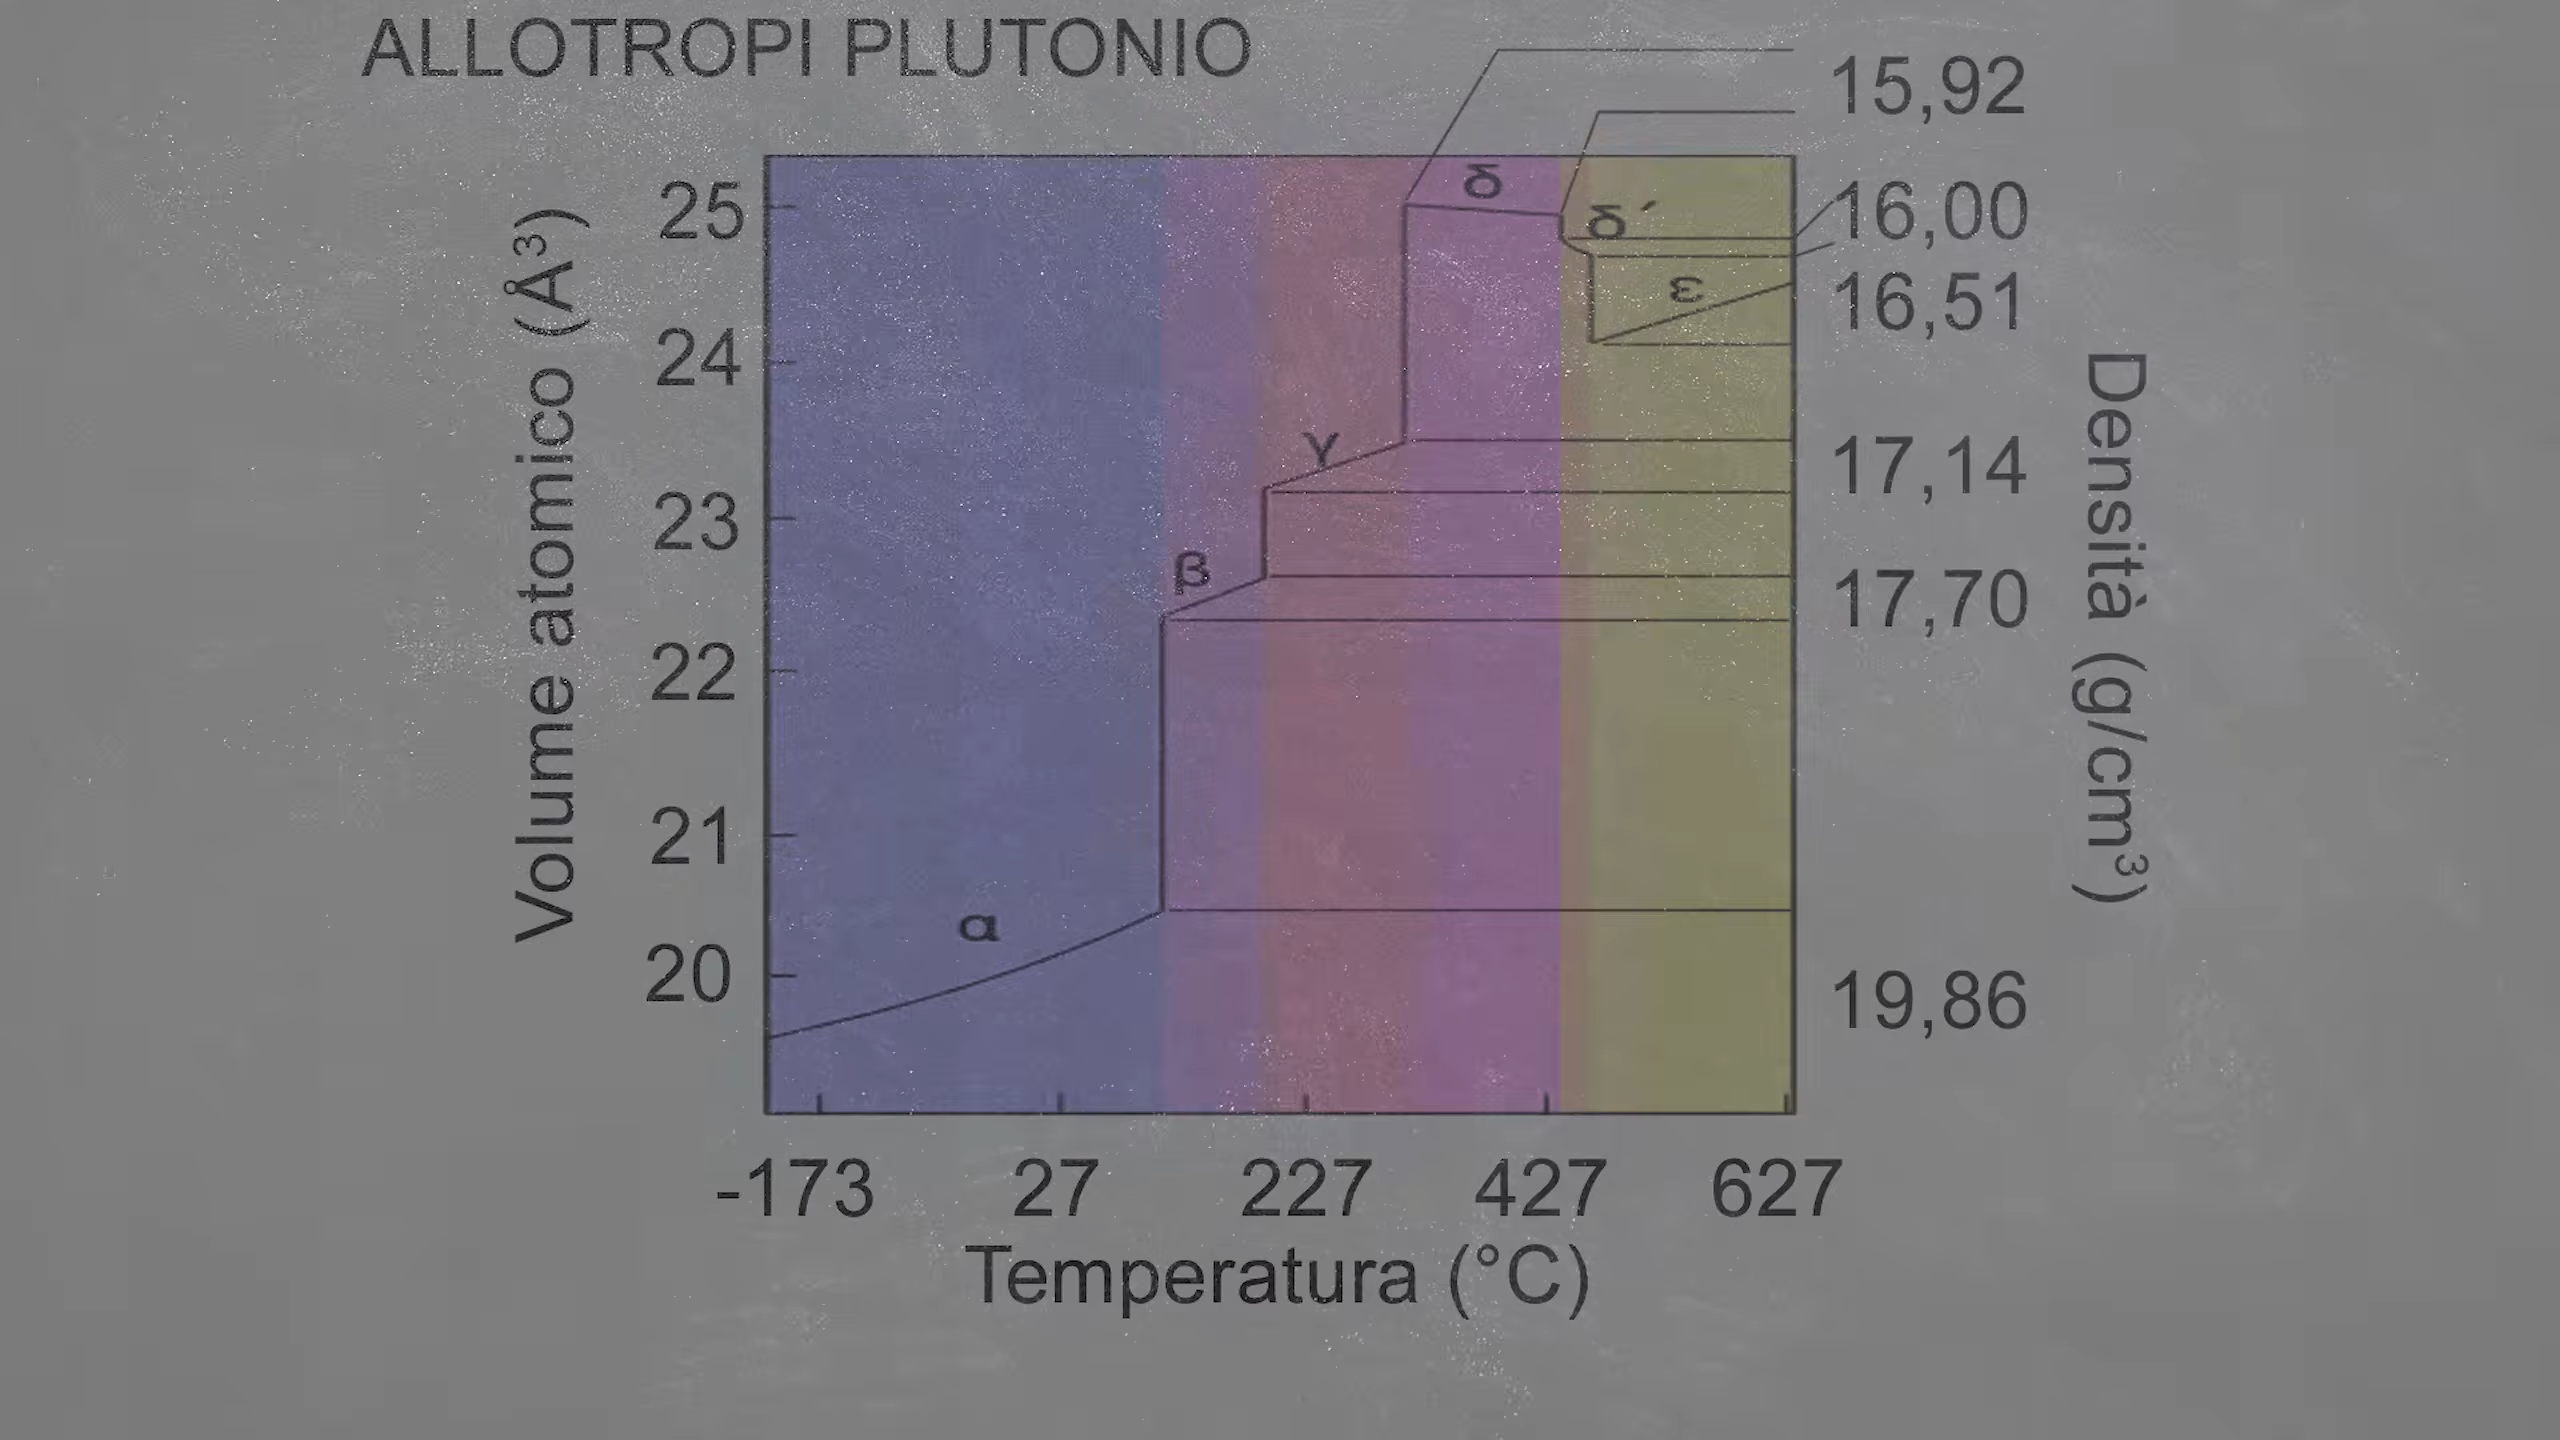 ALLOTROPI PLUTONIO
15,92
16,00
16,51
17,14
17,70
19,86
Densità (g/cm³)
Volume atomico (Å³)
25
24
23
22
21
20
δ
δ´
ε
γ
β
α
-173 27 227 427 627
Temperatura (°C)